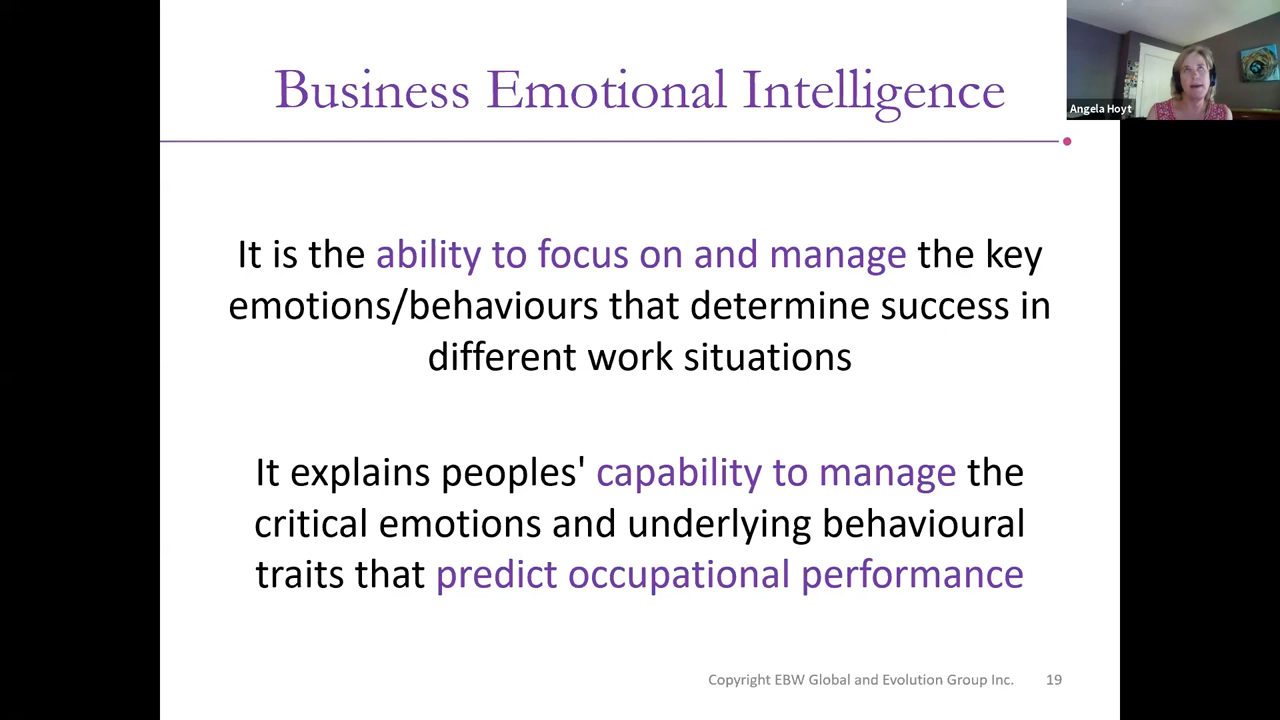 Business Emotional Intelligence
Angela Hoyt
It is the ability to focus on and manage the key
emotions/behaviours that determine success in
different work situations
It explains peoples' capability to manage the
critical emotions and underlying behavioural
traits that predict occupational performance
Copyright EBW Global and Evolution Group Inc. 19